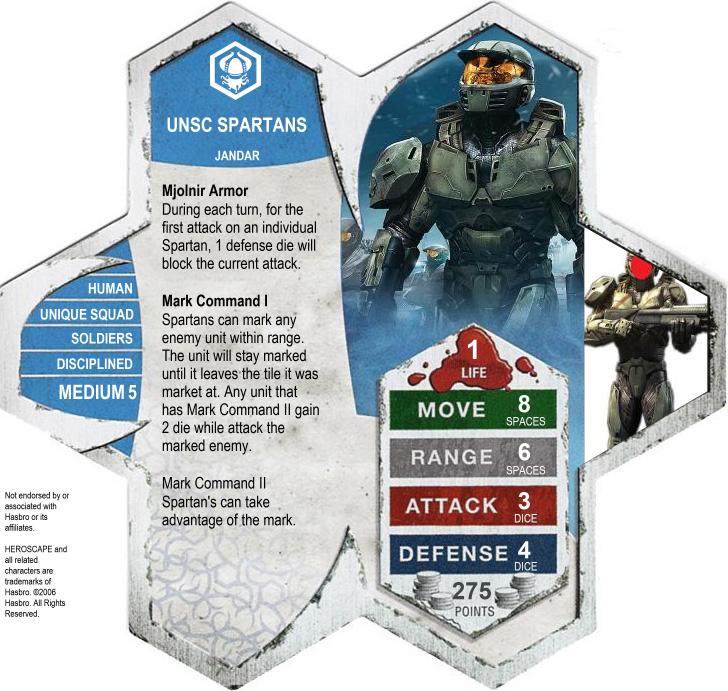 UNSC SPARTANS
JANDAR
Mjolnir Armor
During each turn, for the
first attack on an individual
Spartan, 1 defense die will
block the current attack.
Mark Command I
Spartans can mark any
enemy unit within range.
The unit will stay marked
until it leaves the tile it was
market at. Any unit that
has Mark Command II gain
2 die while attack the
marked enemy.
Mark Command II
Spartan's can take
advantage of the mark.
HUMAN
UNIQUE SQUAD
SOLDIERS
DISCIPLINED
MEDIUM 5
1
LIFE
MOVE 8
SPACES
RANGE 6
SPACES
ATTACK 3
DICE
DEFENSE 4
DICE
275
POINTS
Not endorsed by or
associated with
Hasbro or its
affiliates.
HEROSCAPE and
all related
characters are
trademarks of
Hasbro. ©2006
Hasbro. All Rights
Reserved.